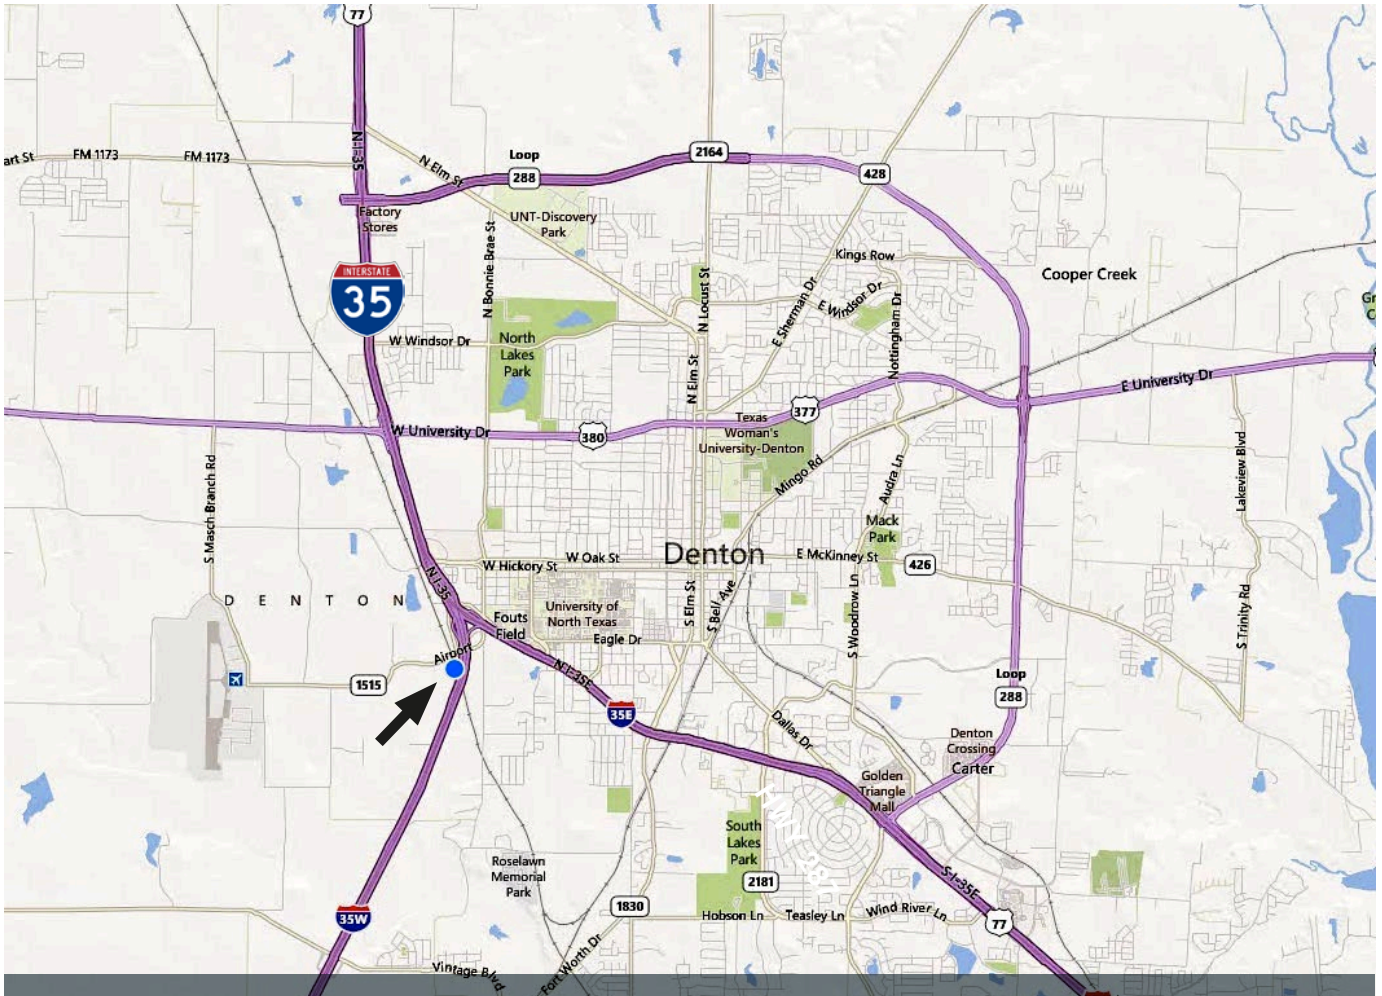 77
N I-35
art St
FM 1173
FM 1173
N Elm St
Loop
288
2164
428
Factory
Stores
UNT-Discovery
Park
N Bonnie Brae St
Kings Row
Cooper Creek
INTERSTATE
35
N Locust St
E Sherman Dr
E Windsor Dr
Nottingham Dr
Gr
C
W Windsor Dr
North
Lakes
Park
N Elm St
E University Dr
W University Dr
380
377
Texas
Woman's
University-Denton
Mingo Rd
Audra Ln
Lakeview Blvd
S Masch Branch Rd
Mack
Park
W Oak St
W Hickory St
Denton
E McKinney St
426
N I-35
DENTON
University of
North Texas
Fouts
Field
Eagle Dr
S Elm St
S Bell Ave
S Woodrow Ln
S Trinity Rd
Airport
1515
N I-35E
35E
Loop
288
Dallas Dr
Denton
Crossing
Carter
Golden
Triangle
Mall
HWY 287
South
Lakes
Park
Roselawn
Memorial
Park
2181
S I-35E
1830
Hobson Ln
Teasley Ln
Wind River Ln
77
35W
Vintage Blvd
Fort Worth Dr